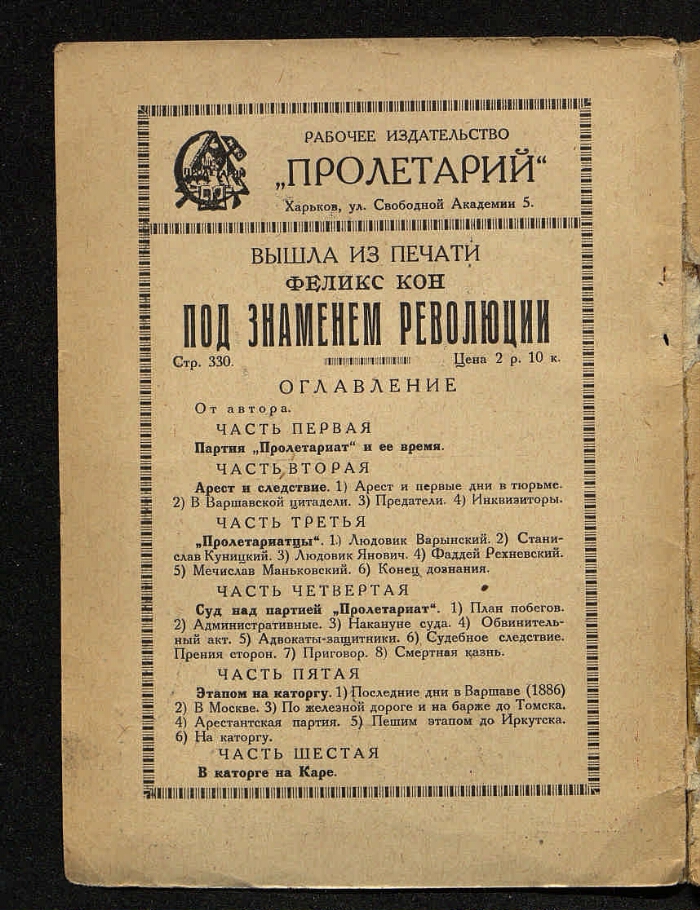 РАБОЧЕЕ ИЗДАТЕЛЬСТВО
„ПРОЛЕТАРИЙ“
Харьков, ул. Свободной Академии 5.
ВЫШЛА ИЗ ПЕЧАТИ
ФЕЛИКС КОН
ПОД ЗНАМЕНЕМ РЕВОЛЮЦИИ
Стр. 330. Цена 2 р. 10 к.
ОГЛАВЛЕНИЕ
От автора.
ЧАСТЬ ПЕРВАЯ
Партия „Пролетариат“ и ее время.
ЧАСТЬ ВТОРАЯ
Арест и следствие. 1) Арест и первые дни в тюрьме.
2) В Варшавской цитадели. 3) Предатели. 4) Инквизиторы.
ЧАСТЬ ТРЕТЬЯ
„Пролетариатцы“. 1.) Людовик Варынский. 2) Стани-
слав Куницкий. 3) Людовик Янович. 4) Фаддей Рехневский.
5) Мечислав Маньковский. 6) Конец дознания.
ЧАСТЬ ЧЕТВЕРТАЯ
Суд над партией „Пролетариат“. 1) План побегов.
2) Административные. 3) Накануне суда. 4) Обвинитель-
ный акт. 5) Адвокаты-защитники. 6) Судебное следствие.
Прения сторон. 7) Приговор. 8) Смертная казнь.
ЧАСТЬ ПЯТАЯ
Этапом на каторгу. 1) Последние дни в Варшаве (1886)
2) В Москве. 3) По железной дороге и на барже до Томска.
4) Арестантская партия. 5) Пешим этапом до Иркутска.
6) На каторгу.
ЧАСТЬ ШЕСТАЯ
В каторге на Каре.